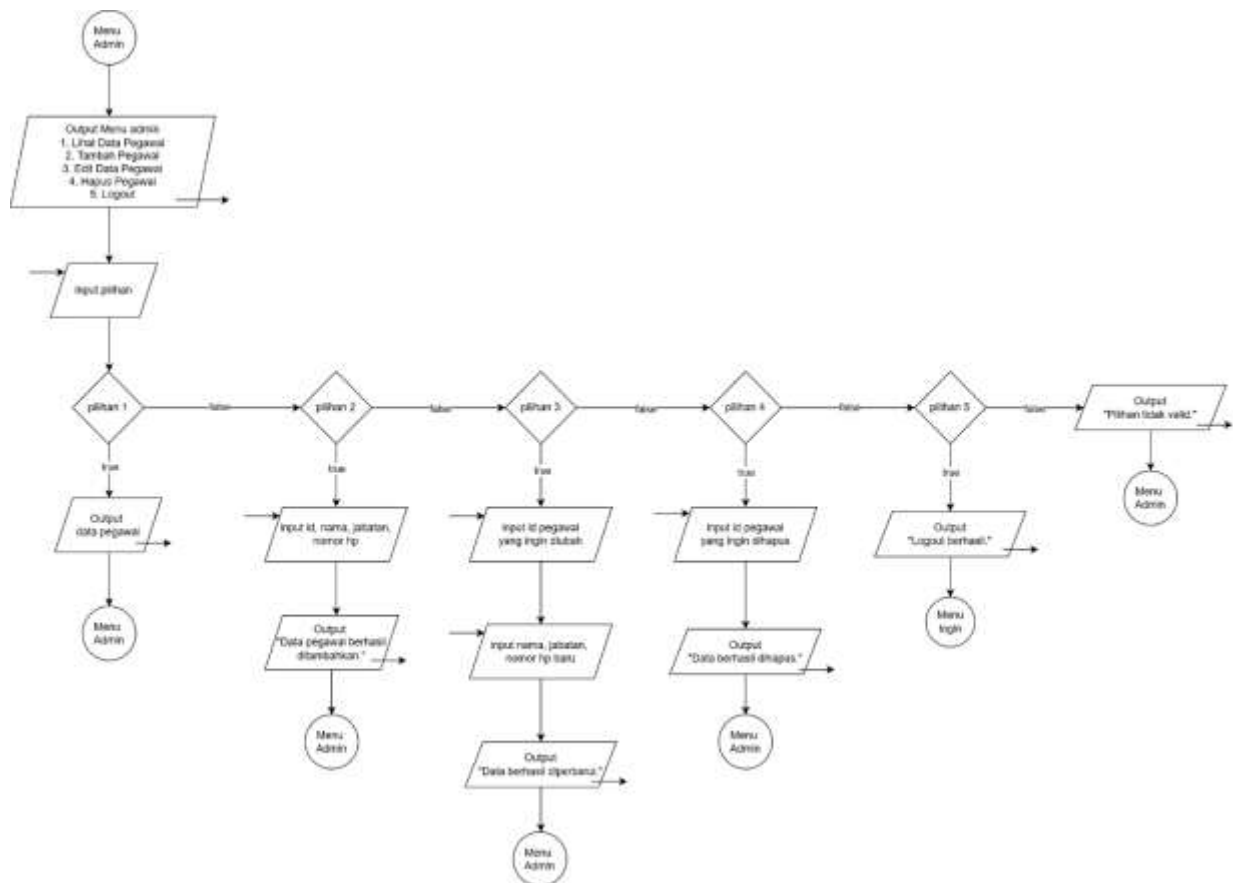 Menu
Admin
Output Menu admin
1. Lihat Data Pegawai
2. Tambah Pegawai
3. Edit Data Pegawai
4. Hapus Pegawai
5. Logout
Input pilihan
pilihan 1
false
pilihan 2
false
pilihan 3
false
pilihan 4
false
pilihan 5
false
Output
"Pilihan tidak valid."
Menu
Admin
true
Output
data pegawai
Menu
Admin
true
Input id, nama, jabatan,
nomor hp
Output
"Data pegawai berhasil
ditambahkan."
Menu
Admin
true
Input id pegawai
yang ingin diubah
Input nama, jabatan,
nomor hp baru
Output
"Data berhasil diperbarui."
Menu
Admin
true
Input id pegawai
yang ingin dihapus
Output
"Data berhasil dihapus."
Menu
Admin
true
Output
"Logout berhasil."
Menu